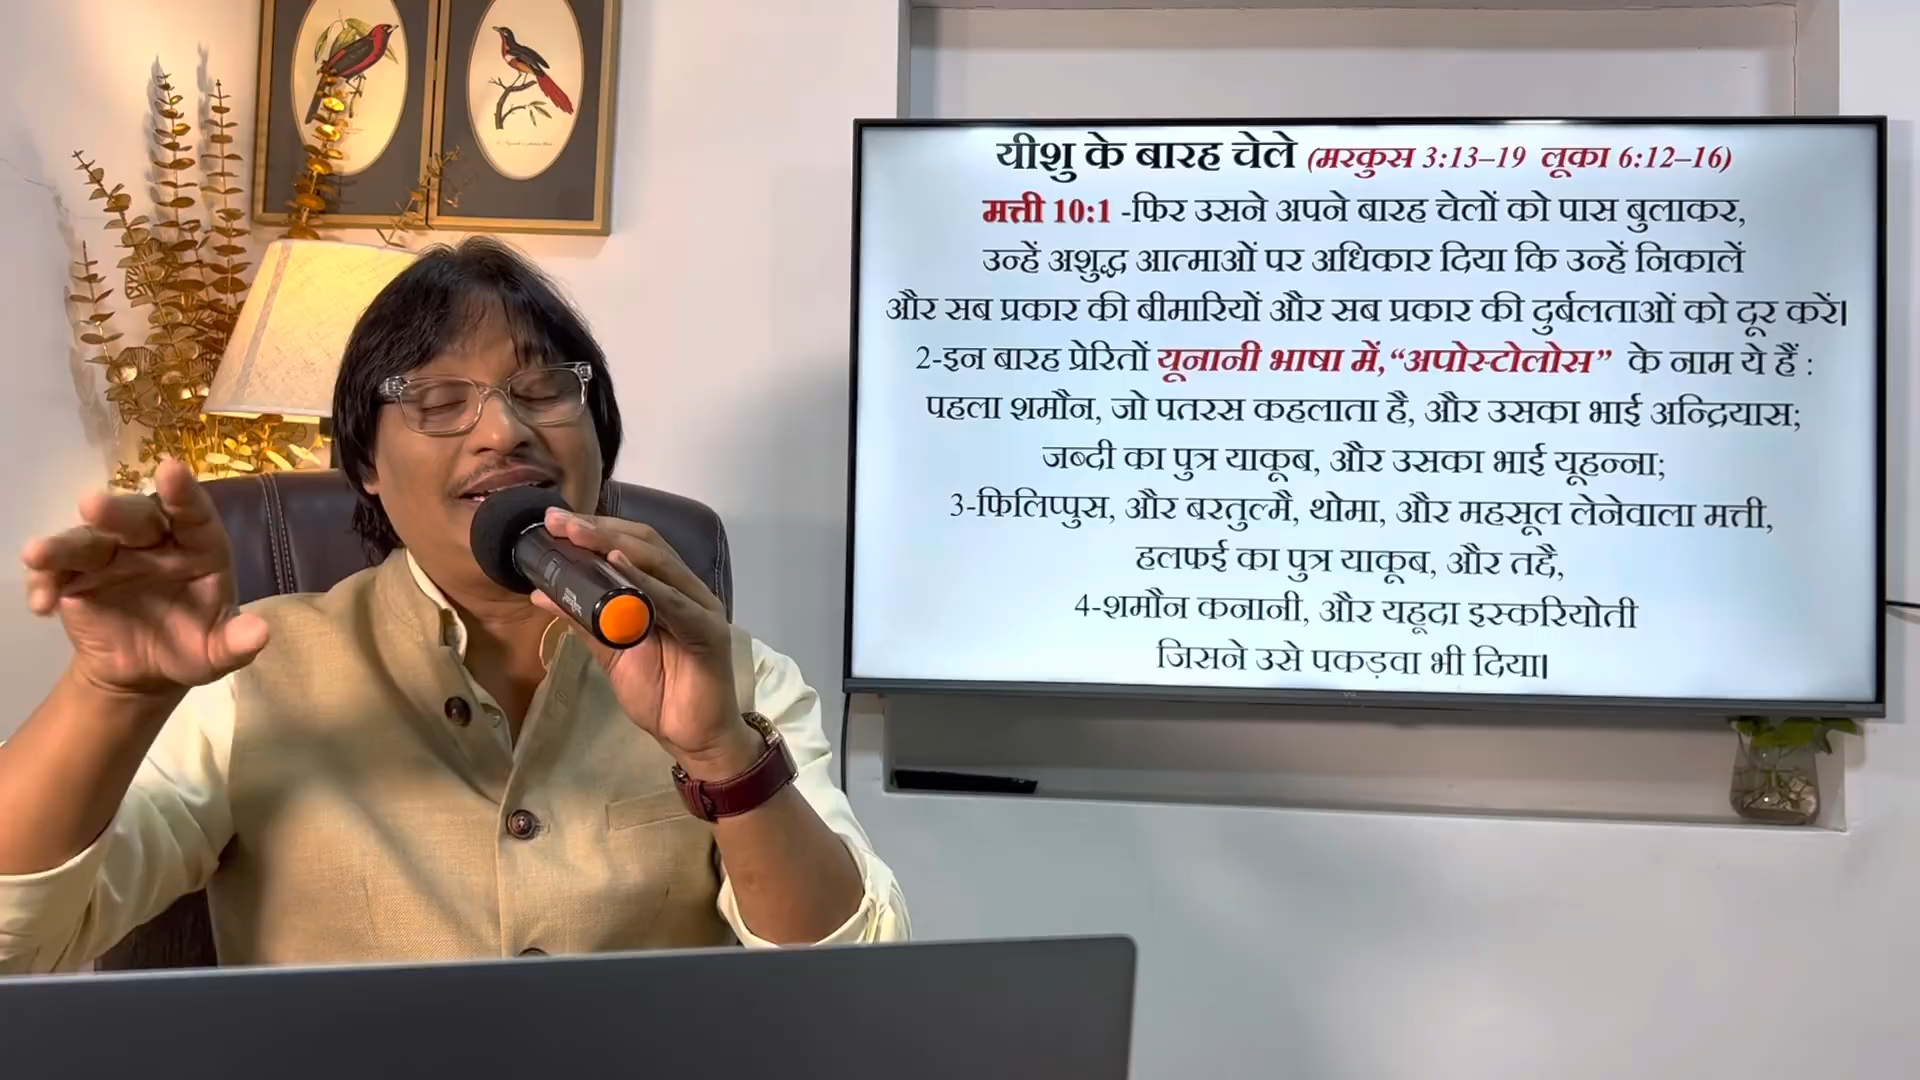 यीशु के बारह चेले (मरकुस 3:13–19 लूका 6:12–16)
मत्ती 10:1 -फिर उसने अपने बारह चेलों को पास बुलाकर,
उन्हें अशुद्ध आत्माओं पर अधिकार दिया कि उन्हें निकालें
और सब प्रकार की बीमारियों और सब प्रकार की दुर्बलताओं को दूर करें।
2-इन बारह प्रेरितों यूनानी भाषा में,“अपोस्टोलोस” के नाम ये हैं :
पहला शमौन, जो पतरस कहलाता है, और उसका भाई अन्द्रियास;
जब्दी का पुत्र याकूब, और उसका भाई यूहन्ना;
3-फिलिप्पुस, और बरतुल्मै, थोमा, और महसूल लेनेवाला मत्ती,
हलफई का पुत्र याकूब, और तद्दै,
4-शमौन कनानी, और यहूदा इस्करियोती
जिसने उसे पकड़वा भी दिया।